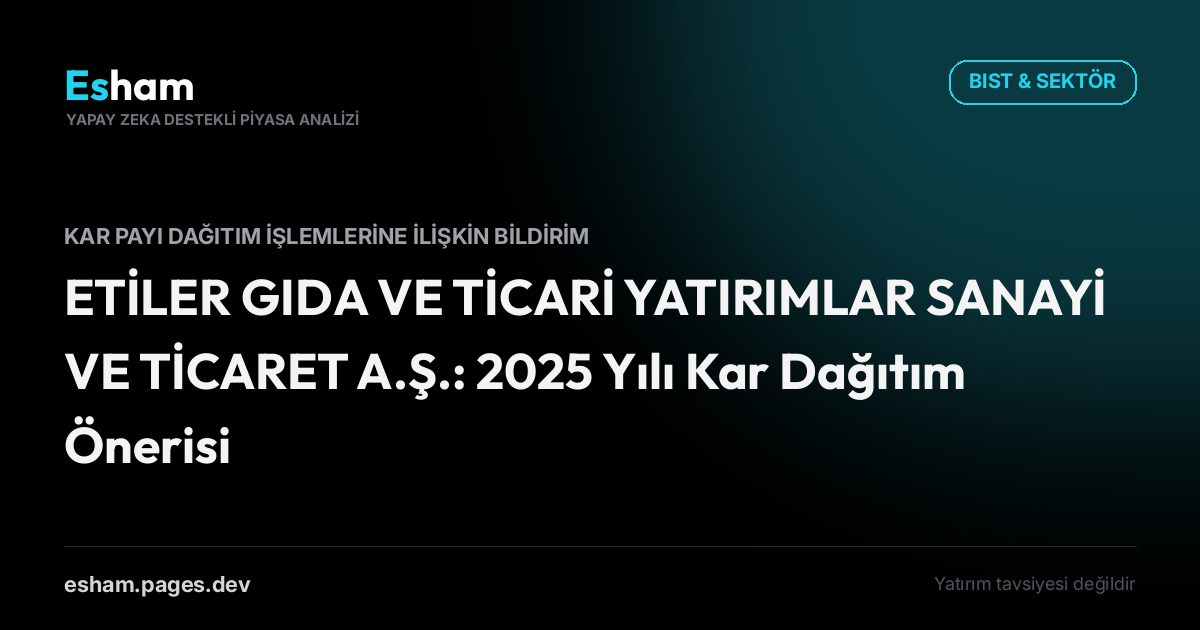 Esham
YAPAY ZEKA DESTEKLİ PİYASA ANALİZİ
BIST & SEKTÖR
KAR PAYI DAĞITIM İŞLEMLERİNE İLİŞKİN BİLDİRİM
ETİLER GIDA VE TİCARİ YATIRIMLAR SANAYİ
VE TİCARET A.Ş.: 2025 Yılı Kar Dağıtım
Önerisi
esham.pages.dev
Yatırım tavsiyesi değildir